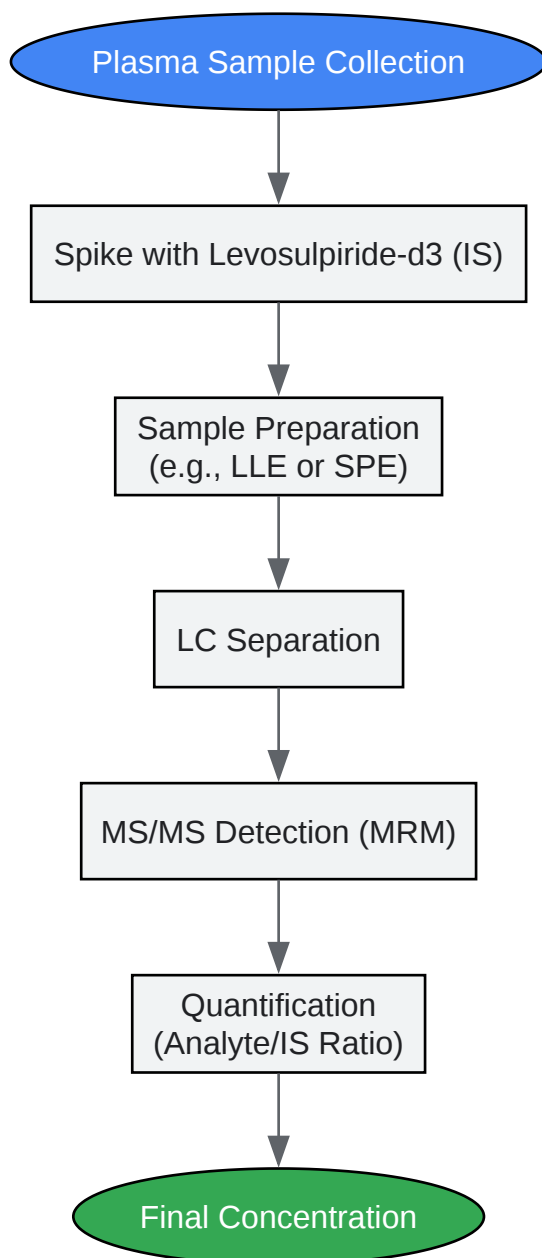 Plasma Sample Collection
Spike with Levosulpiride-d3 (IS)
Sample Preparation
(e.g., LLE or SPE)
LC Separation
MS/MS Detection (MRM)
Quantification
(Analyte/IS Ratio)
Final Concentration